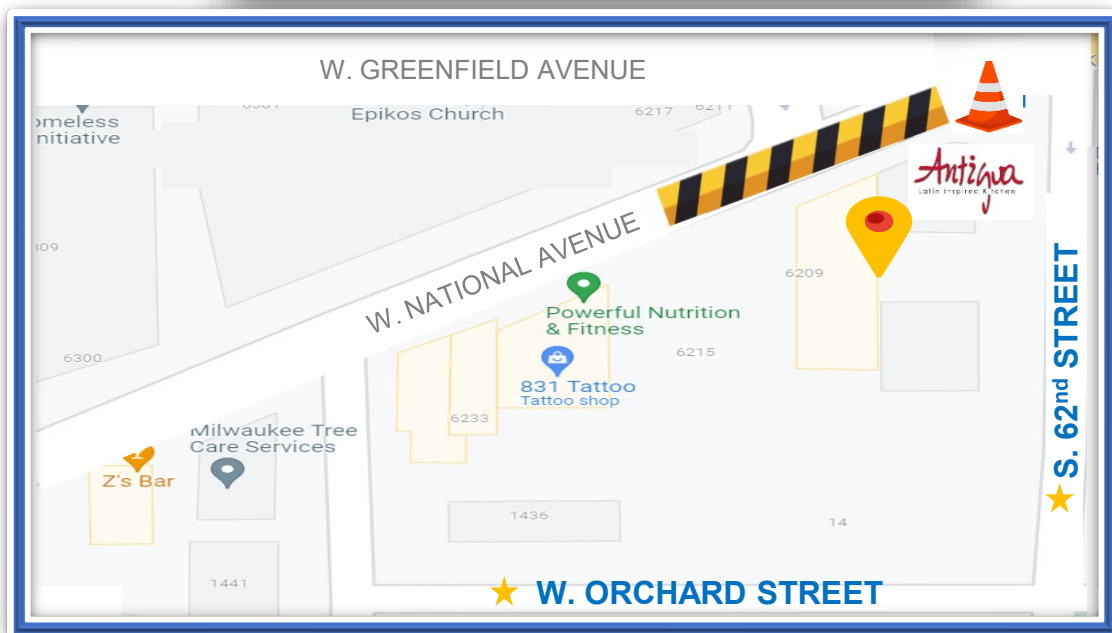 W. GREENFIELD AVENUE
Epikos Church
6217
6211
omeless
nitiative
Antigua
Latin Inspired Kitchen
W. NATIONAL AVENUE
6209
S. 62nd STREET
Powerful Nutrition
& Fitness
6215
6300
831 Tattoo
Tattoo shop
6233
Milwaukee Tree
Care Services
Z's Bar
1436
14
1441
W. ORCHARD STREET